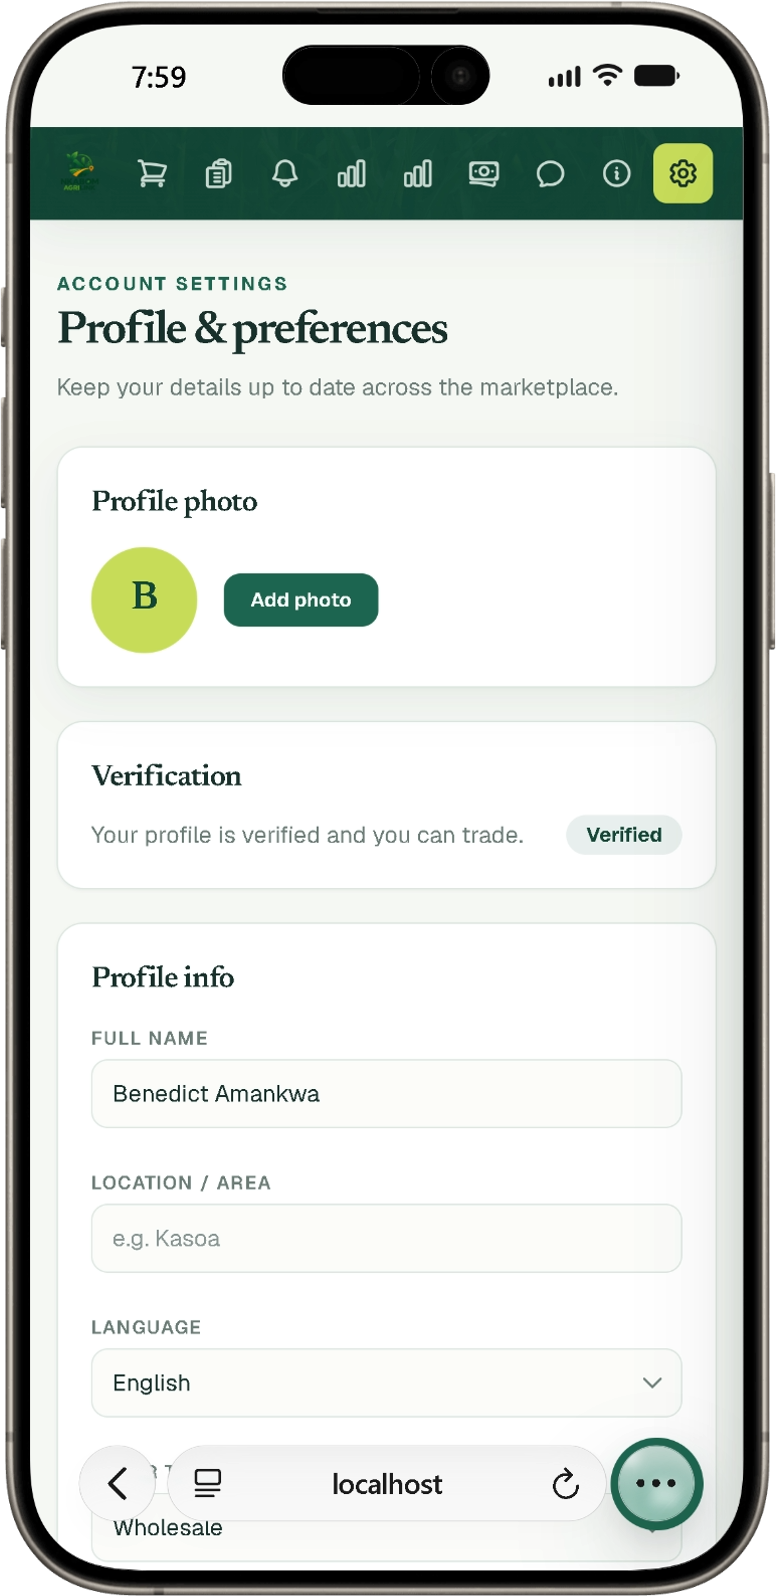 7:59
AGRI
ACCOUNT SETTINGS
Profile & preferences
Keep your details up to date across the marketplace.
Profile photo
B
Add photo
Verification
Your profile is verified and you can trade.
Verified
Profile info
FULL NAME
Benedict Amankwa
LOCATION / AREA
e.g. Kasoa
LANGUAGE
English
localhost
Wholesale